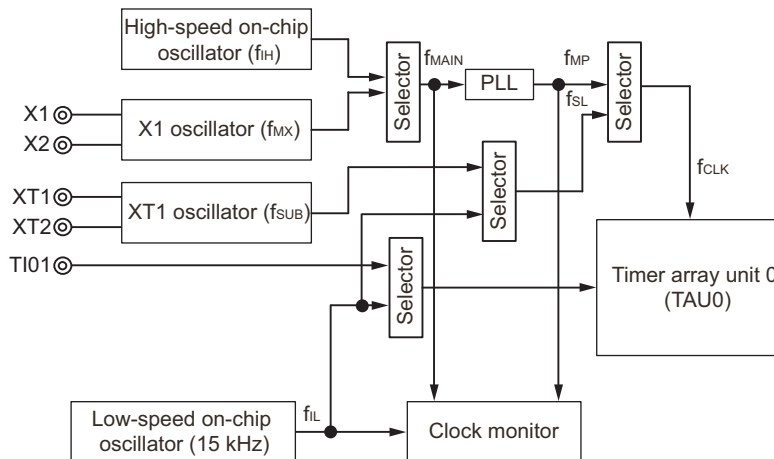 High-speed on-chip
oscillator (fIH)
Selector
fMAIN
PLL
fMP
fSL
Selector
X1
X2
X1 oscillator (fMX)
Selector
fCLK
XT1
XT2
XT1 oscillator (fSUB)
TI01
Selector
Timer array unit 0
(TAU0)
Low-speed on-chip
oscillator (15 kHz)
fIL
Clock monitor